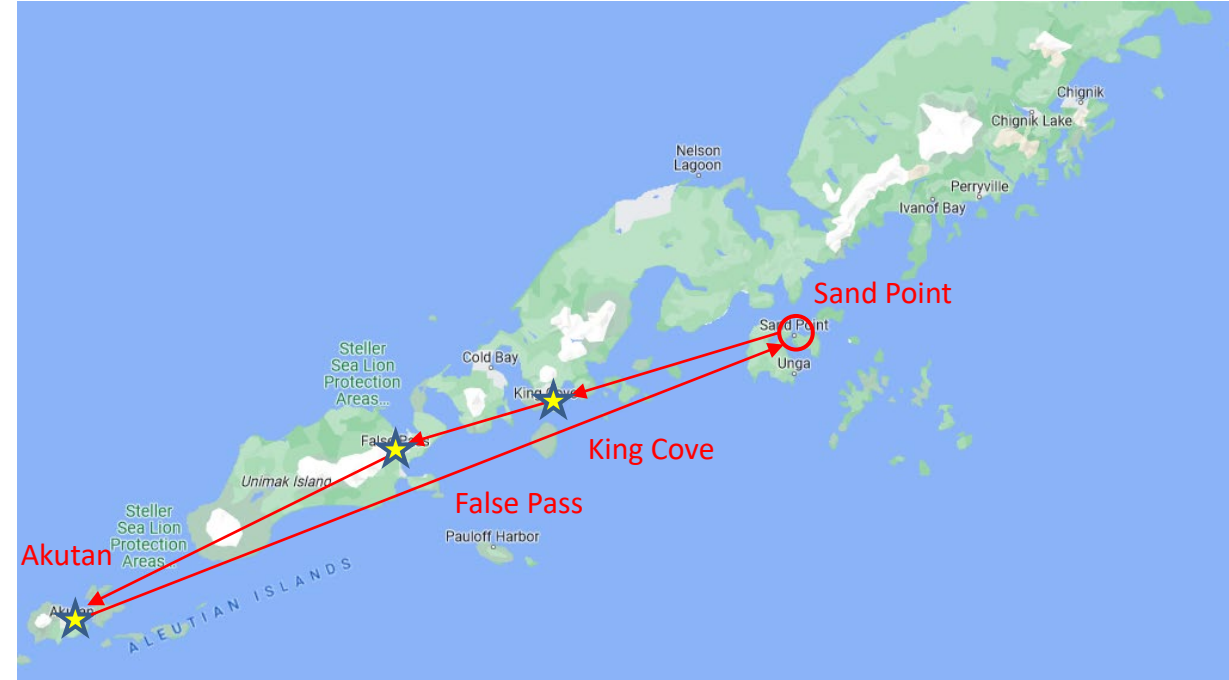 Chignik
Chignik Lake
Nelson
Lagoon
Perryville
Ivanof Bay
Sand Point
Sand Point
Unga
Steller
Sea Lion
Protection
Areas...
Cold Bay
King Cove
King Cove
False Pass
Unimak Island
False Pass
Steller
Sea Lion
Protection
Areas...
Pauloff Harbor
Akutan
Akutan
ALEUTIAN ISLANDS